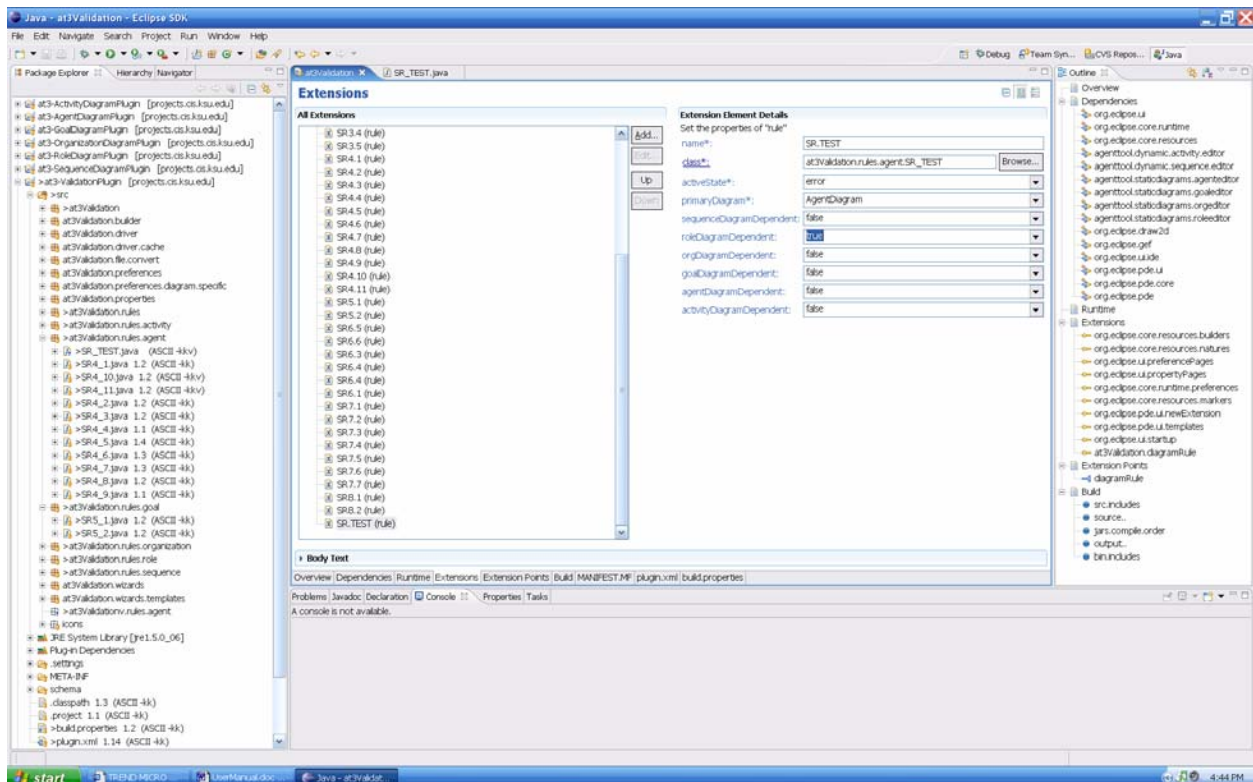 Java - at3Validation - Eclipse SDK
File Edit Navigate Search Project Run Window Help
Debug Team Syn... CVS Repos... Java
Package Explorer Hierarchy Navigator
at3-ActivityDiagramPlugin [projects.cis.ksu.edu]
at3-AgentDiagramPlugin [projects.cis.ksu.edu]
at3-GoalDiagramPlugin [projects.cis.ksu.edu]
at3-OrganizationDiagramPlugin [projects.cis.ksu.edu]
at3-RoleDiagramPlugin [projects.cis.ksu.edu]
at3-SequenceDiagramPlugin [projects.cis.ksu.edu]
>at3-ValidationPlugin [projects.cis.ksu.edu]
>src
>at3Validation
at3Validation.builder
at3Validation.driver
at3Validation.driver.cache
at3Validation.file.convert
at3Validation.preferences
at3Validation.preferences.diagram.specific
at3Validation.properties
>at3Validation.rules
>at3Validation.rules.activity
>at3Validation.rules.agent
>SR_TEST.java (ASCII -kkv)
>SR4_1.java 1.2 (ASCII -kk)
>SR4_10.java 1.2 (ASCII -kkv)
>SR4_11.java 1.2 (ASCII -kkv)
>SR4_2.java 1.2 (ASCII -kk)
>SR4_3.java 1.2 (ASCII -kk)
>SR4_4.java 1.1 (ASCII -kk)
>SR4_5.java 1.4 (ASCII -kk)
>SR4_6.java 1.3 (ASCII -kk)
>SR4_7.java 1.3 (ASCII -kk)
>SR4_8.java 1.2 (ASCII -kk)
>SR4_9.java 1.1 (ASCII -kk)
>at3Validation.rules.goal
>SR5_1.java 1.2 (ASCII -kk)
>SR5_2.java 1.2 (ASCII -kk)
>at3Validation.rules.organization
>at3Validation.rules.role
>at3Validation.rules.sequence
at3Validation.wizards
at3Validation.wizards.templates
>at3Validationv.rules.agent
icons
JRE System Library [jre1.5.0_06]
Plug-in Dependencies
.settings
META-INF
schema
.classpath 1.3 (ASCII -kk)
.project 1.1 (ASCII -kk)
>build.properties 1.2 (ASCII -kk)
>plugin.xml 1.14 (ASCII -kk)
at3Validation SR_TEST.java
Extensions
All Extensions
SR3.4 (rule)
SR3.5 (rule)
SR4.1 (rule)
SR4.2 (rule)
SR4.3 (rule)
SR4.4 (rule)
SR4.5 (rule)
SR4.6 (rule)
SR4.7 (rule)
SR4.8 (rule)
SR4.9 (rule)
SR4.10 (rule)
SR4.11 (rule)
SR5.1 (rule)
SR5.2 (rule)
SR6.5 (rule)
SR6.6 (rule)
SR6.3 (rule)
SR6.4 (rule)
SR6.4 (rule)
SR6.1 (rule)
SR7.1 (rule)
SR7.2 (rule)
SR7.3 (rule)
SR7.4 (rule)
SR7.5 (rule)
SR7.6 (rule)
SR7.7 (rule)
SR8.1 (rule)
SR8.2 (rule)
SR.TEST (rule)
Add...
Edit...
Up
Down
Extension Element Details
Set the properties of "rule"
name*: SR.TEST
class*: at3Validation.rules.agent.SR_TEST Browse...
activeState*: error
primaryDiagram*: AgentDiagram
sequenceDiagramDependent: false
roleDiagramDependent: true
orgDiagramDependent: false
goalDiagramDependent: false
agentDiagramDependent: false
activityDiagramDependent: false
Body Text
Overview Dependencies Runtime Extensions Extension Points Build MANIFEST.MF plugin.xml build.properties
Problems Javadoc Declaration Console Properties Tasks
A console is not available.
Outline
Overview
Dependencies
org.eclipse.ui
org.eclipse.core.runtime
org.eclipse.core.resources
agenttool.dynamic.activity.editor
agenttool.dynamic.sequence.editor
agenttool.staticdiagrams.agenteditor
agenttool.staticdiagrams.goaleditor
agenttool.staticdiagrams.orgeditor
agenttool.staticdiagrams.roleeditor
org.eclipse.draw2d
org.eclipse.gef
org.eclipse.ui.ide
org.eclipse.pde.ui
org.eclipse.pde.core
org.eclipse.pde
Runtime
Extensions
org.eclipse.core.resources.builders
org.eclipse.core.resources.natures
org.eclipse.ui.preferencePages
org.eclipse.ui.propertyPages
org.eclipse.core.runtime.preferences
org.eclipse.core.resources.markers
org.eclipse.pde.ui.newExtension
org.eclipse.pde.ui.templates
org.eclipse.ui.startup
at3Validation.diagramRule
Extension Points
diagramRule
Build
src.includes
source..
jars.compile.order
output..
bin.includes
start TREND MICRO ... UserManual.doc ... Java - at3Validat... 4:44 PM